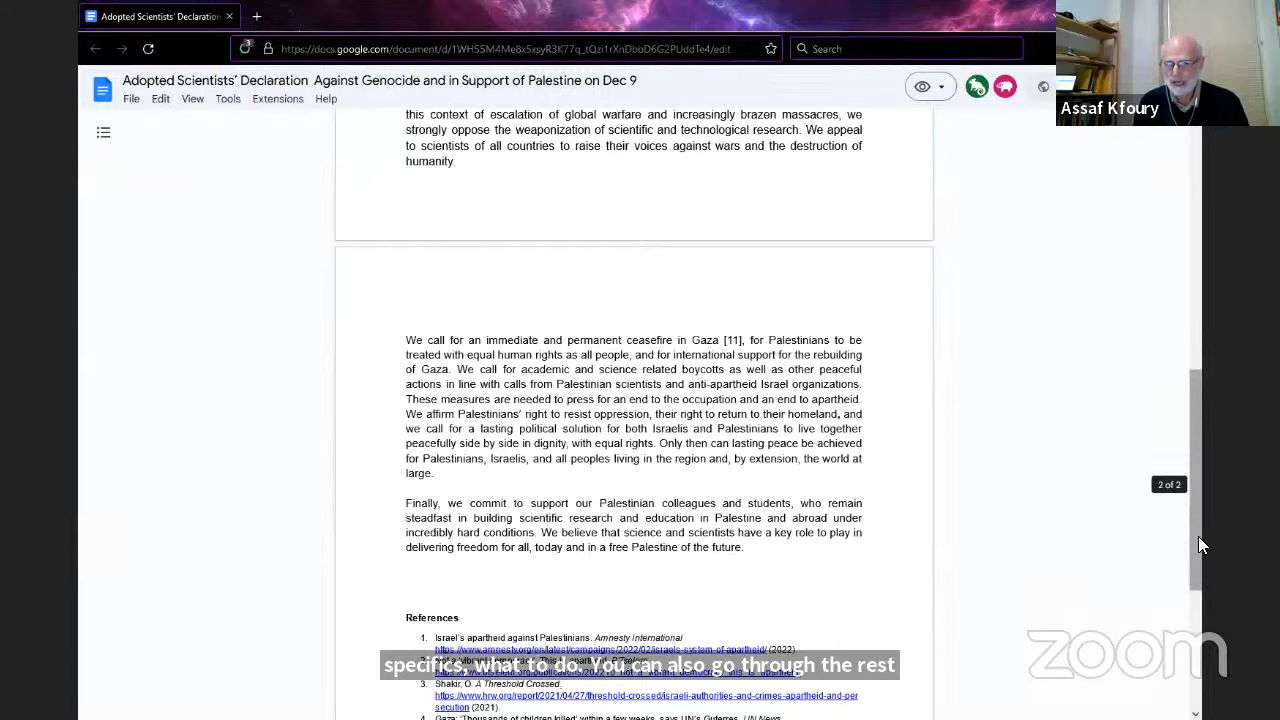 Adopted Scientists' Declaration
https://docs.google.com/document/d/1WH55M4Me8x5xsyR3K77q_tQzi1rXnDbbD6G2PUddTe4/edit
Search
Adopted Scientists' Declaration Against Genocide and in Support of Palestine on Dec 9
File Edit View Tools Extensions Help
Assaf Kfoury
this context of escalation of global warfare and increasingly brazen massacres, we
strongly oppose the weaponization of scientific and technological research. We appeal
to scientists of all countries to raise their voices against wars and the destruction of
humanity.
We call for an immediate and permanent ceasefire in Gaza [11], for Palestinians to be
treated with equal human rights as all people, and for international support for the rebuilding
of Gaza. We call for academic and science related boycotts as well as other peaceful
actions in line with calls from Palestinian scientists and anti-apartheid Israel organizations.
These measures are needed to press for an end to the occupation and an end to apartheid.
We affirm Palestinians' right to resist oppression, their right to return to their homeland, and
we call for a lasting political solution for both Israelis and Palestinians to live together
peacefully side by side in dignity, with equal rights. Only then can lasting peace be achieved
for Palestinians, Israelis, and all peoples living in the region and, by extension, the world at
large.
2 of 2
Finally, we commit to support our Palestinian colleagues and students, who remain
steadfast in building scientific research and education in Palestine and abroad under
incredibly hard conditions. We believe that science and scientists have a key role to play in
delivering freedom for all, today and in a free Palestine of the future.
References
1. Israel's apartheid against Palestinians. Amnesty International
https://www.amnesty.org/en/latest/campaigns/2022/02/israels-system-of-apartheid/ (2022).
specifics, what to do. You can also go through the rest
3. Shakir, O. A Threshold Crossed,
https://www.hrw.org/report/2021/04/27/threshold-crossed/israeli-authorities-and-crimes-apartheid-and-per
secution (2021).
4. Gaza: 'Thousands of children killed' within a few weeks, says UN's Guterres. UN News
zoom